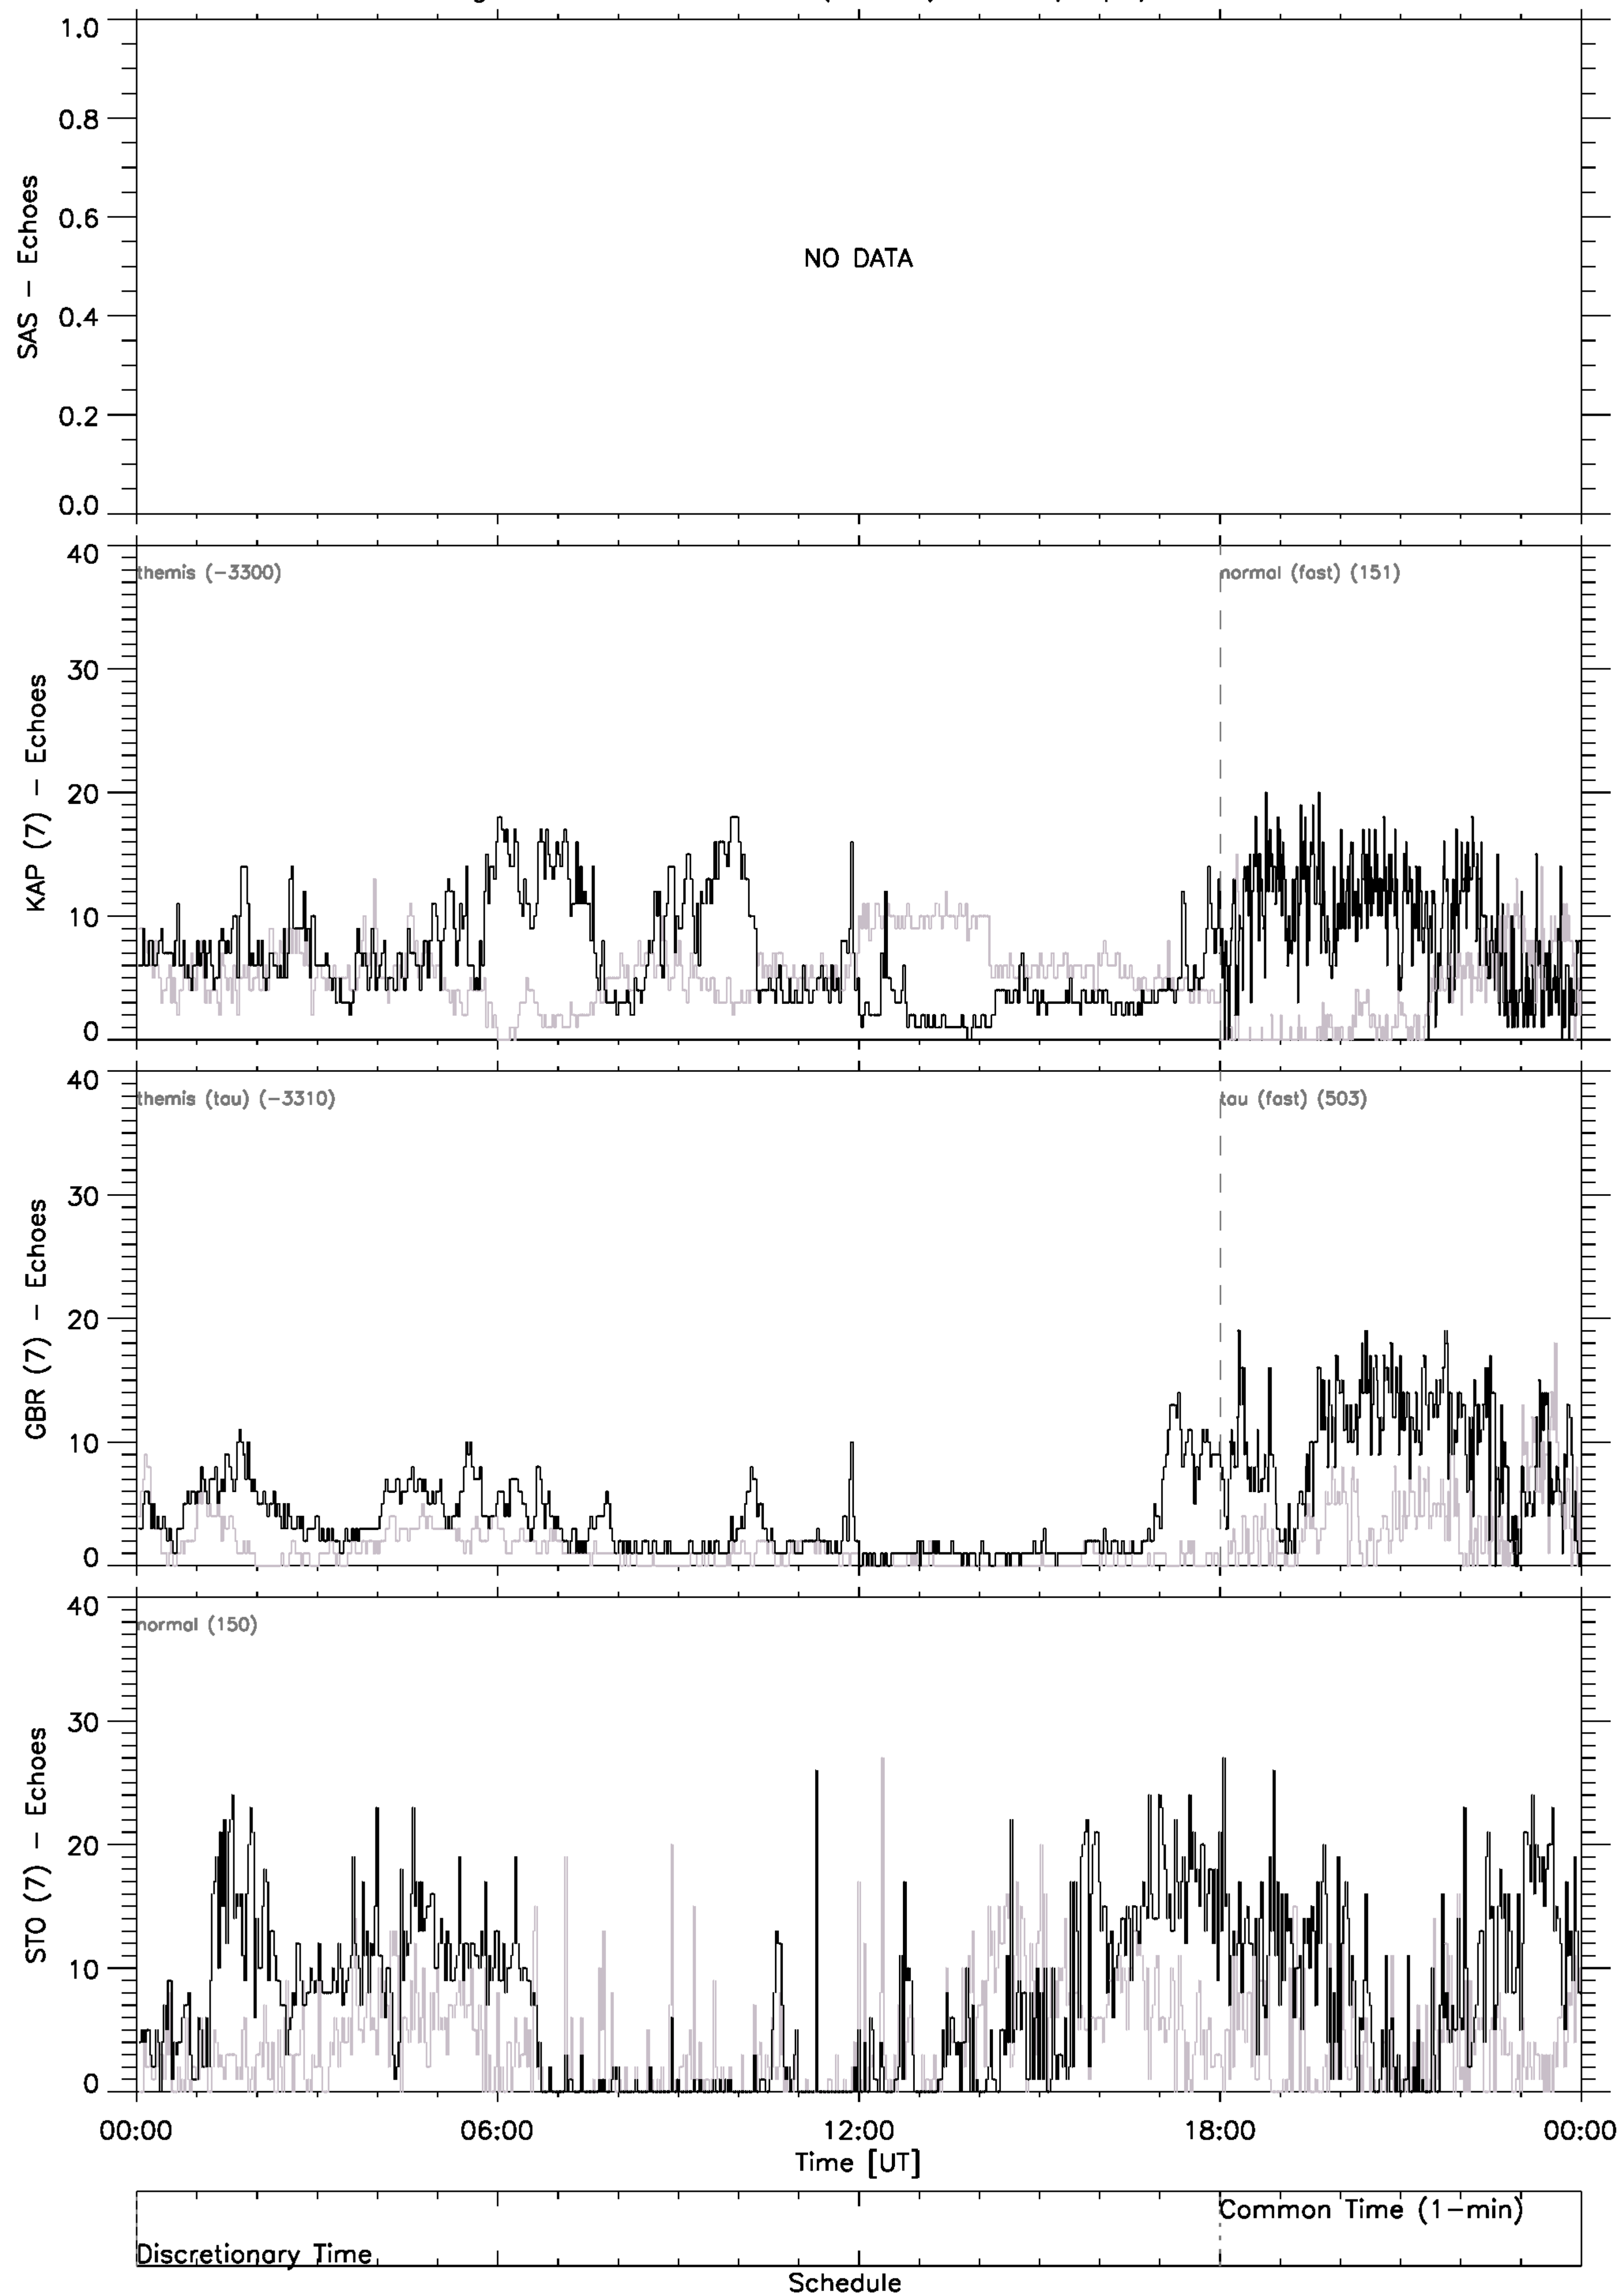 1.0
0.8
0.6
0.4
0.2
0.0
SAS - Echoes
NO DATA
40
30
20
10
0
KAP (7) - Echoes
themis (-3300)
normal (fast) (151)
40
30
20
10
0
GBR (7) - Echoes
themis (tau) (-3310)
tau (fast) (503)
40
30
20
10
0
STO (7) - Echoes
normal (150)
00:00 06:00 12:00 18:00 00:00
Time [UT]
Common Time (1-min)
Discretionary Time
Schedule